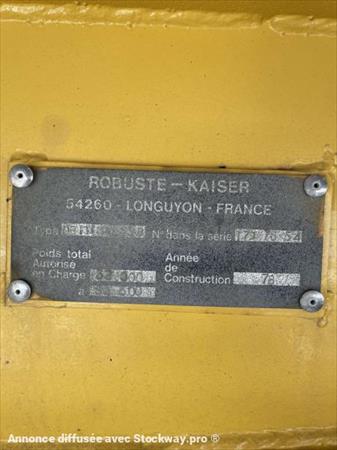 ROBUSTE - KAISER
54260 - LONGUYON - FRANCE
Type N° dans la série
Poids total
Autorisé
en Charge
à
Année
de
Construction 78
Annonce diffusée avec Stockway.pro ®